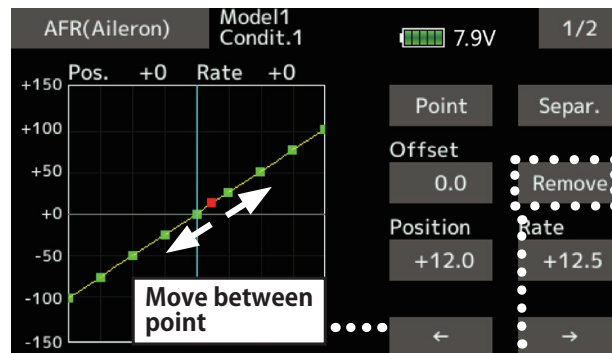 AFR(Aileron) Model1 Condit.1 7.9V 1/2
Pos. +0 Rate +0
+150
+100
+50
+0
-50
-100
-150
Point Separ.
Offset
0.0 Remove
Position Rate
+12.0 +12.5
← →
Move between
point